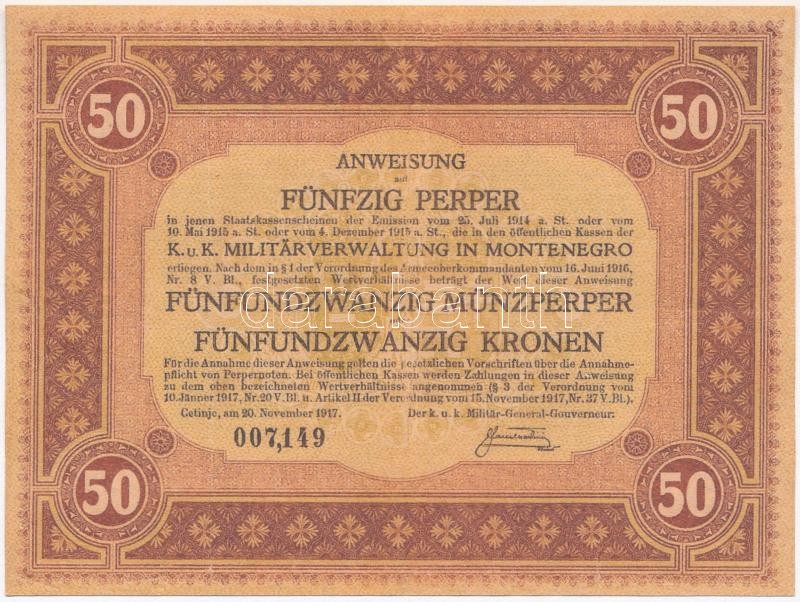 50 50
ANWEISUNG
auf
FÜNFZIG PERPER
in jenen Staatskassenscheinen der Emission vom 25. Juli 1914 a. St. oder vom
10. Mai 1915 a. St. oder vom 4. Dezember 1915 a. St., die in den öffentlichen Kassen der
K. u. K. MILITÄRVERWALTUNG IN MONTENEGRO
erliegen. Nach dem in § 1 der Verordnung des Armeeoberkommandanten vom 16. Juni 1916,
Nr. 8 V. Bl., festgesetzten Wertverhältnisse beträgt der Wert dieser Anweisung
FÜNFUNDZWANZIG MÜNZPERPER
FÜNFUNDZWANZIG KRONEN
Für die Annahme dieser Anweisung gelten die gesetzlichen Vorschriften über die Annahme-
pflicht von Perpernoten. Bei öffentlichen Kassen werden Zahlungen in dieser Anweisung
zu dem oben bezeichneten Wertverhältnisse angenommen (§ 3 der Verordnung vom
10. Jänner 1917, Nr. 20 V. Bl. u. Artikel II der Verordnung vom 15. November 1917, Nr. 37 V. Bl.).
Cetinje, am 20. November 1917. Der k. u. k. Militär-General-Gouverneur:
007,149
50 50
darabanth